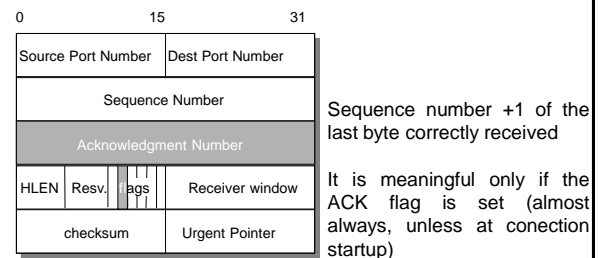 0 15 31
Source Port Number Dest Port Number
Sequence Number
Acknowledgment Number
HLEN Resv. flags Receiver window
checksum Urgent Pointer
Sequence number +1 of the
last byte correctly received
It is meaningful only if the
ACK flag is set (almost
always, unless at conection
startup)